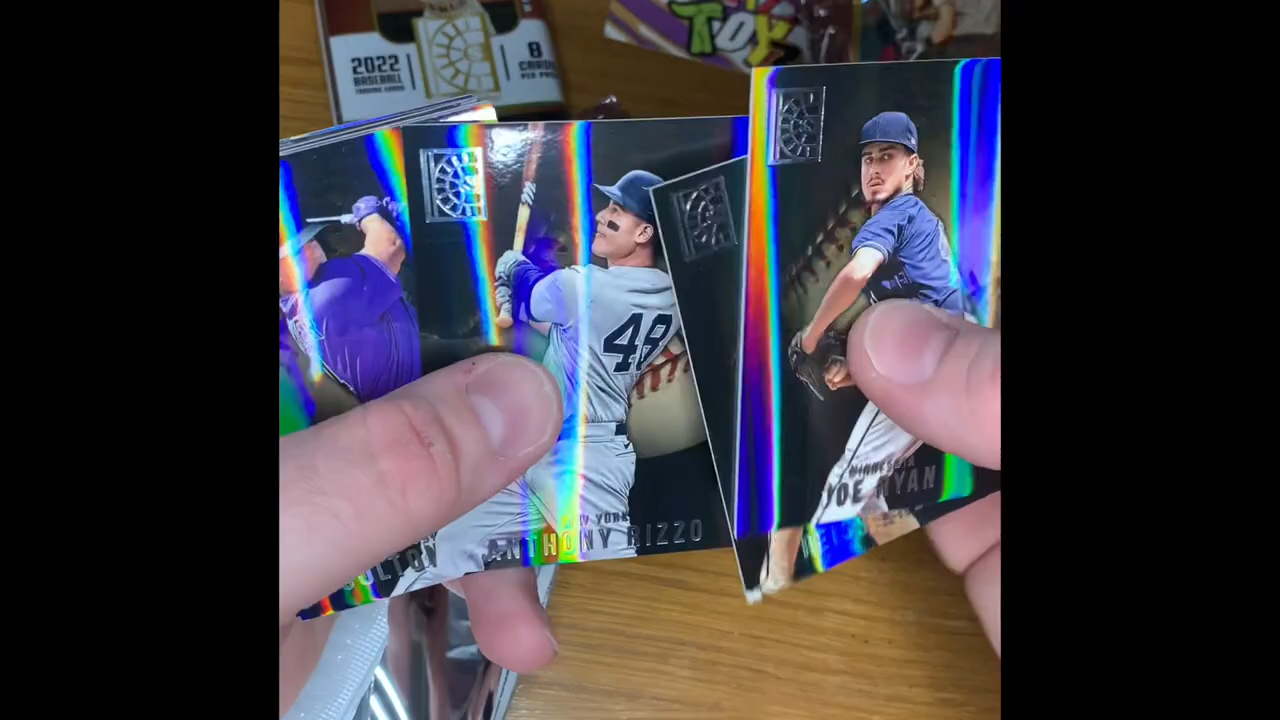 2022
BASEBALL
TRADING CARDS
8
CARDS
PER PACK
TOY
48
NEW YORK
ANTHONY RIZZO
MINNESOTA
JOE RYAN